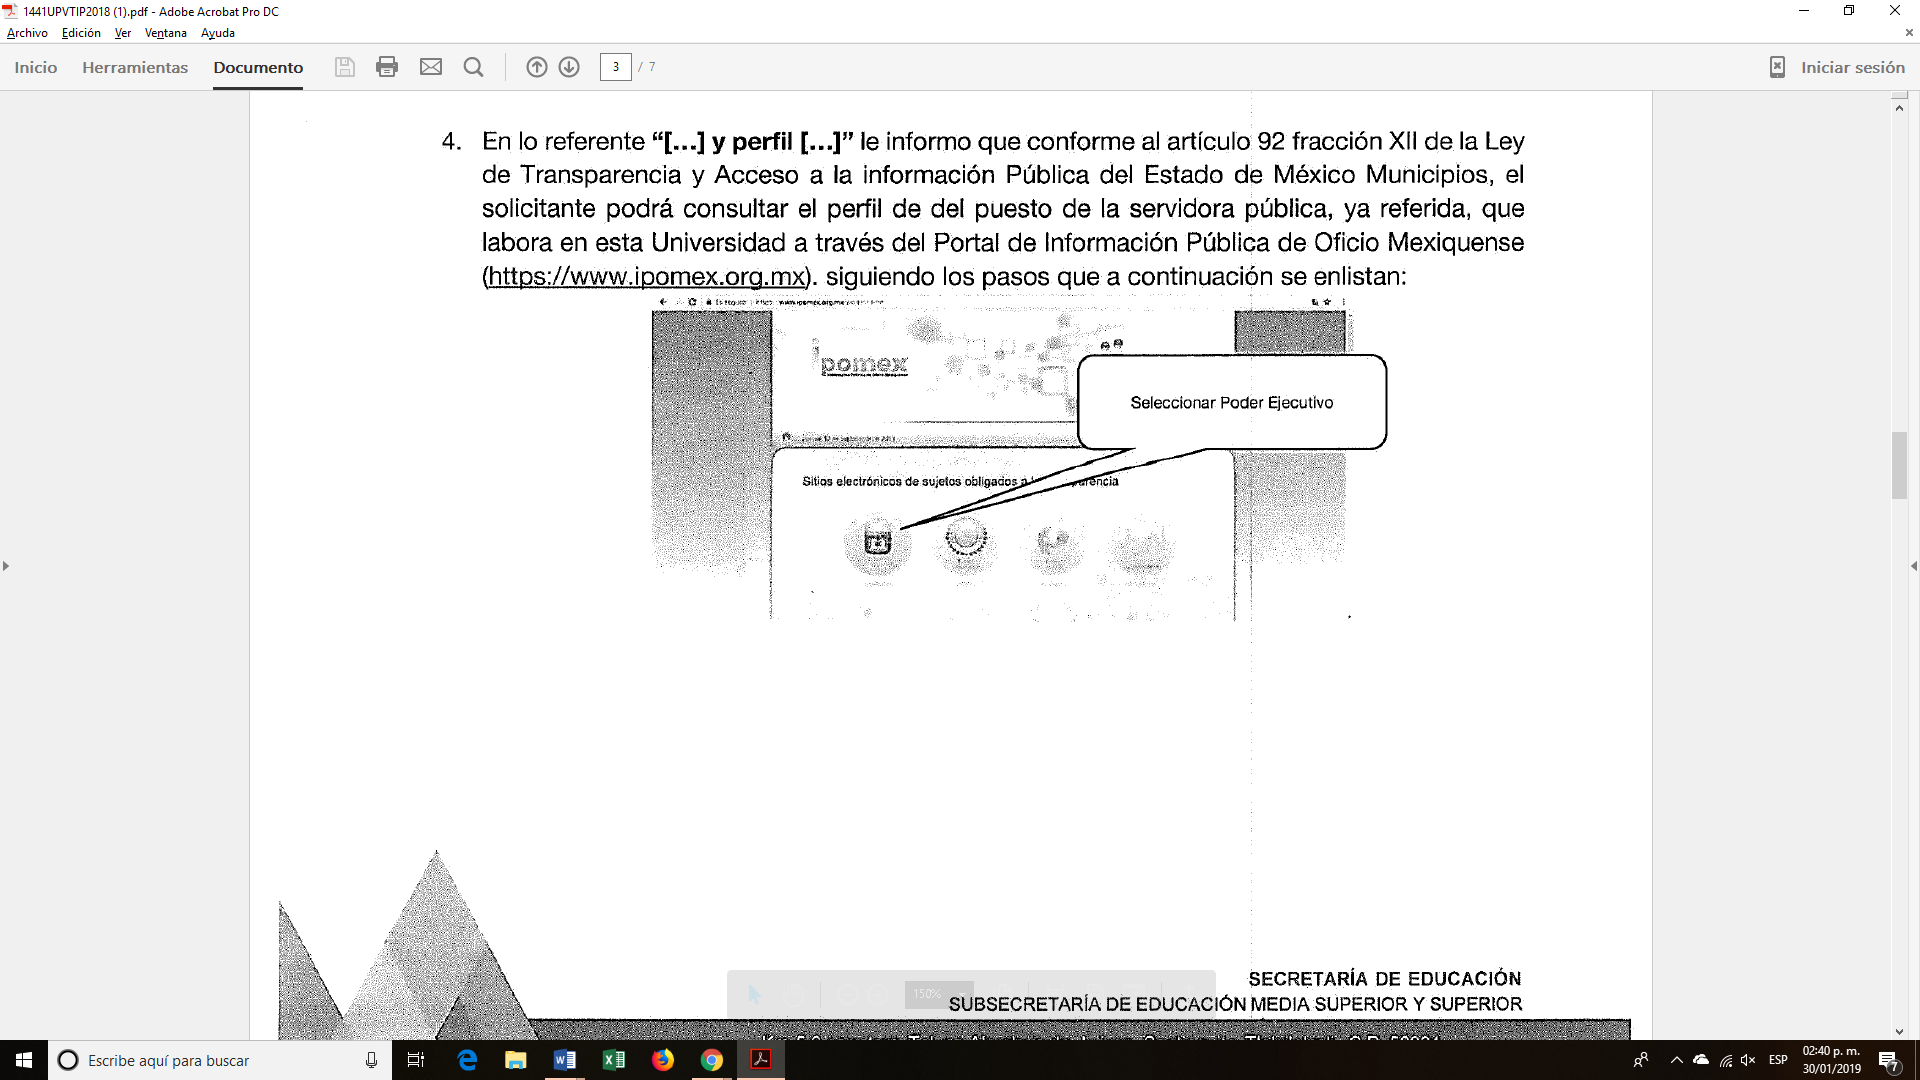 1441UPVTIP2018 (1).pdf - Adobe Acrobat Pro DC
Archivo Edición Ver Ventana Ayuda
Inicio Herramientas Documento 3 / 7 Iniciar sesión
4. En lo referente “[...] y perfil [...]” le informo que conforme al artículo 92 fracción XII de la Ley
de Transparencia y Acceso a la información Pública del Estado de México Municipios, el
solicitante podrá consultar el perfil de del puesto de la servidora pública, ya referida, que
labora en esta Universidad a través del Portal de Información Pública de Oficio Mexiquense
(https://www.ipomex.org.mx). siguiendo los pasos que a continuación se enlistan:
ipomex
Seleccionar Poder Ejecutivo
Sitios electrónicos de sujetos obligados a
150%
SECRETARÍA DE EDUCACIÓN
SUBSECRETARÍA DE EDUCACIÓN MEDIA SUPERIOR Y SUPERIOR
Escribe aquí para buscar
ESP
02:40 p. m.
30/01/2019
7